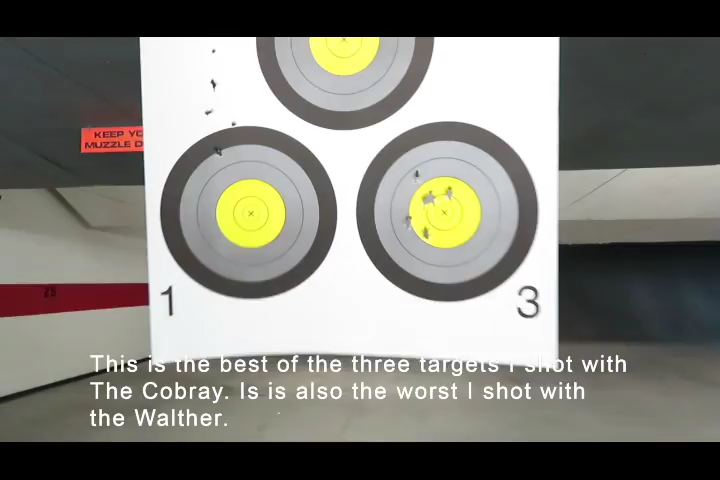 KEEP YO
MUZZLE D
25
1
3
This is the best of the three targets I shot with
The Cobray. Is is also the worst I shot with
the Walther.